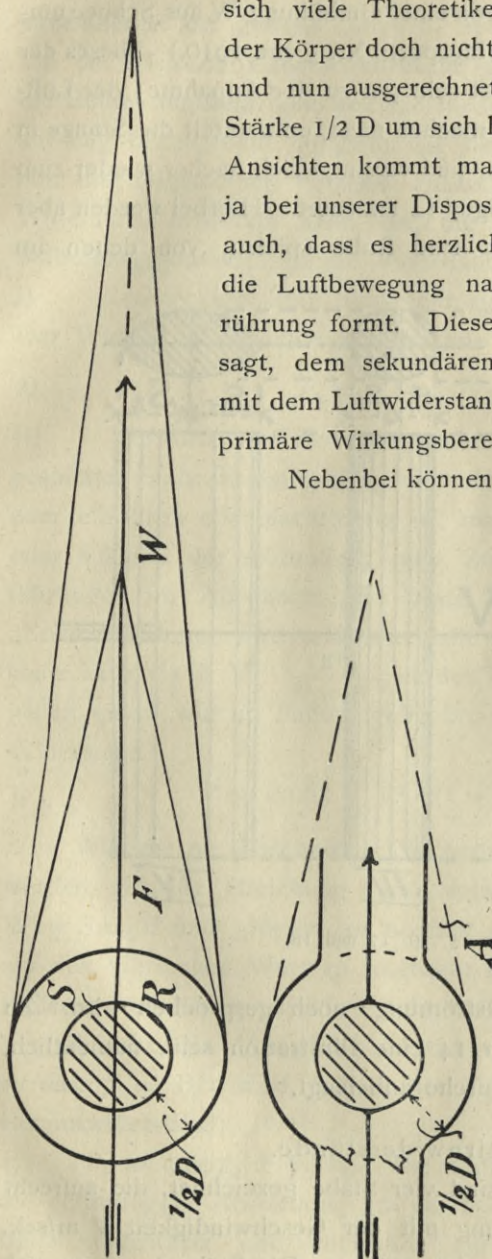 sich viele Theoretike
der Körper doch nicht
und nun ausgerechnet
Stärke 1/2 D um sich
Ansichten kommt ma
ja bei unserer Dispos
auch, dass es herzlic
die Luftbewegung na
rührung formt. Diese
sagt, dem sekundären
mit dem Luftwiderstan
primäre Wirkungsbere
Nebenbei können
W
F
S
R
1/2 D
A
L
L
1/2 D